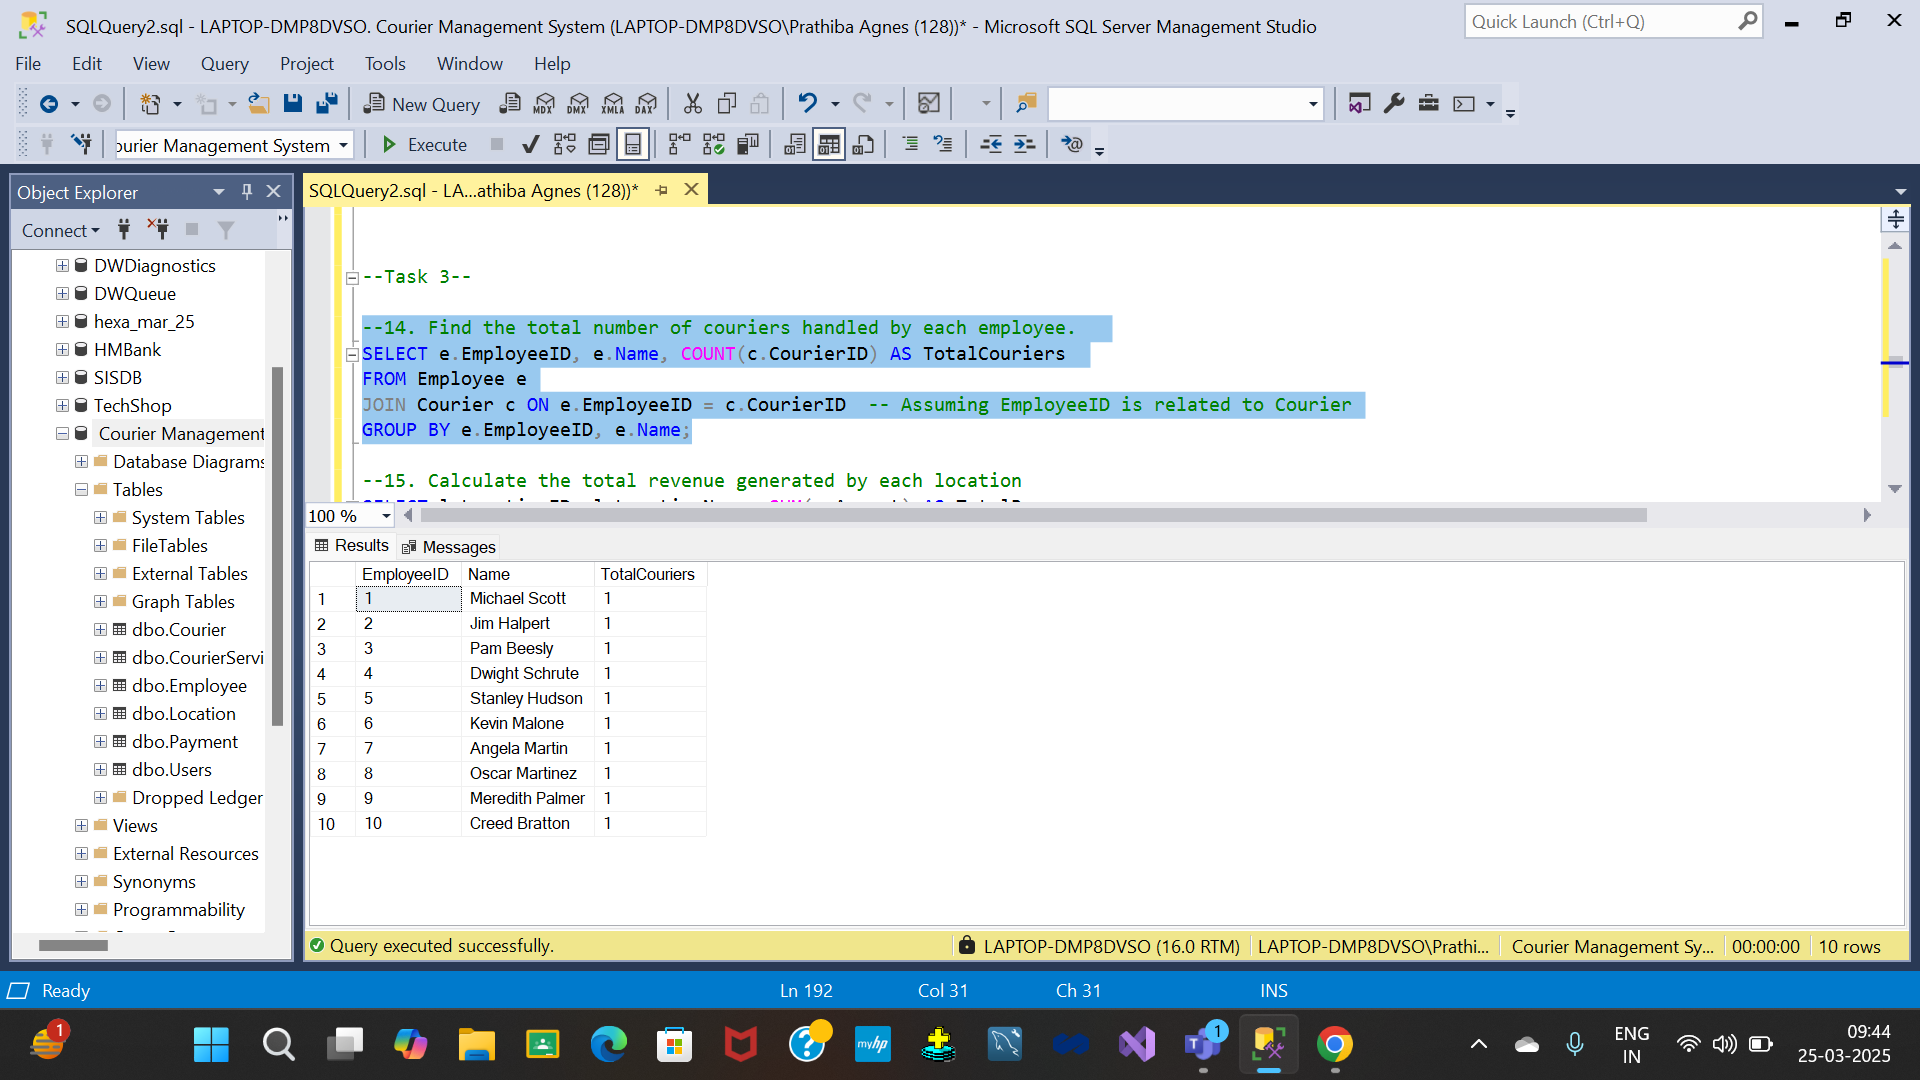 SQLQuery2.sql - LAPTOP-DMP8DVSO. Courier Management System (LAPTOP-DMP8DVSO\Prathiba Agnes (128))* - Microsoft SQL Server Management Studio
Quick Launch (Ctrl+Q)
File Edit View Query Project Tools Window Help
New Query MDX DMX XMLA DAX
ourier Management System Execute
Object Explorer
SQLQuery2.sql - LA...athiba Agnes (128))*
Connect
DWDiagnostics
DWQueue
hexa_mar_25
HMBank
SISDB
TechShop
Courier Management
Database Diagrams
Tables
System Tables
FileTables
External Tables
Graph Tables
dbo.Courier
dbo.CourierServi
dbo.Employee
dbo.Location
dbo.Payment
dbo.Users
Dropped Ledger
Views
External Resources
Synonyms
Programmability
--Task 3--
--14. Find the total number of couriers handled by each employee.
SELECT e.EmployeeID, e.Name, COUNT(c.CourierID) AS TotalCouriers
FROM Employee e
JOIN Courier c ON e.EmployeeID = c.CourierID -- Assuming EmployeeID is related to Courier
GROUP BY e.EmployeeID, e.Name;
--15. Calculate the total revenue generated by each location
100 %
Results Messages
EmployeeID Name TotalCouriers
1 1 Michael Scott 1
2 2 Jim Halpert 1
3 3 Pam Beesly 1
4 4 Dwight Schrute 1
5 5 Stanley Hudson 1
6 6 Kevin Malone 1
7 7 Angela Martin 1
8 8 Oscar Martinez 1
9 9 Meredith Palmer 1
10 10 Creed Bratton 1
Query executed successfully. LAPTOP-DMP8DVSO (16.0 RTM) LAPTOP-DMP8DVSO\Prathi... Courier Management Sy... 00:00:00 10 rows
Ready Ln 192 Col 31 Ch 31 INS
1
myhp
1
ENG
IN
09:44
25-03-2025